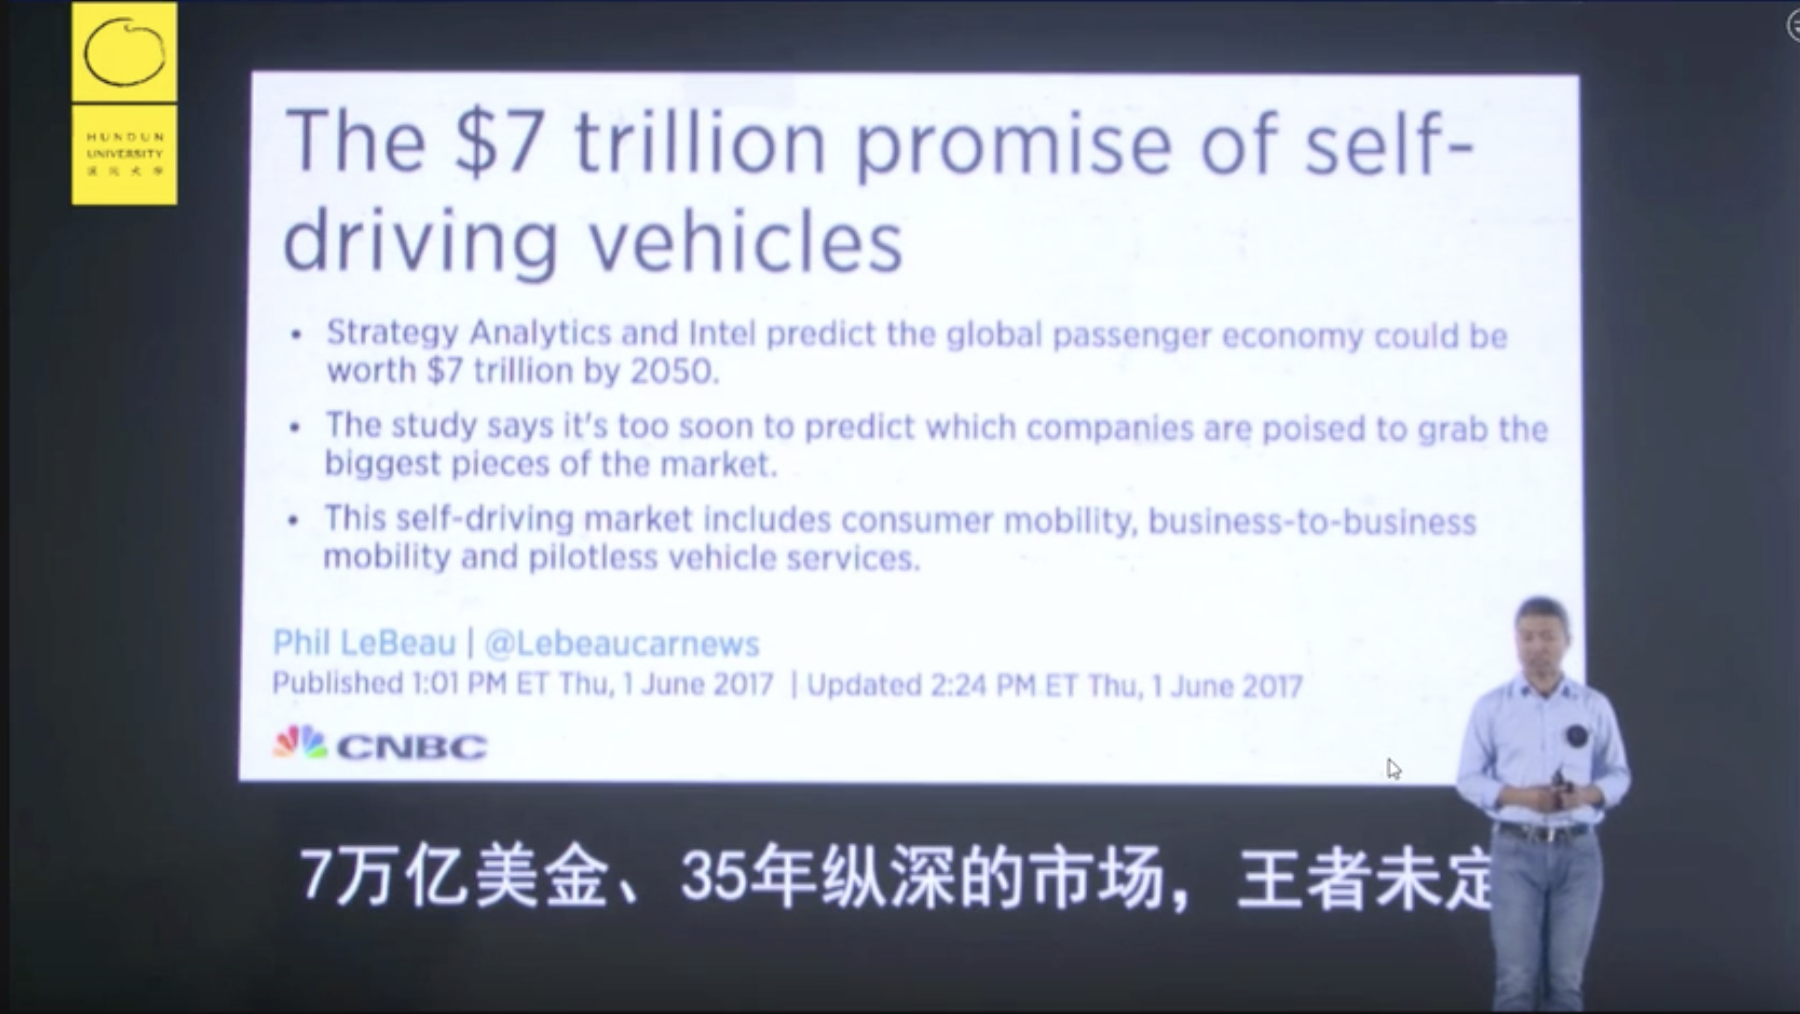 HUNDUN
UNIVERSITY
混沌大学
The $7 trillion promise of self-
driving vehicles
• Strategy Analytics and Intel predict the global passenger economy could be
worth $7 trillion by 2050.
• The study says it's too soon to predict which companies are poised to grab the
biggest pieces of the market.
• This self-driving market includes consumer mobility, business-to-business
mobility and pilotless vehicle services.
Phil LeBeau | @Lebeaucarnews
Published 1:01 PM ET Thu, 1 June 2017 | Updated 2:24 PM ET Thu, 1 June 2017
CNBC
7万亿美金、35年纵深的市场，王者未定